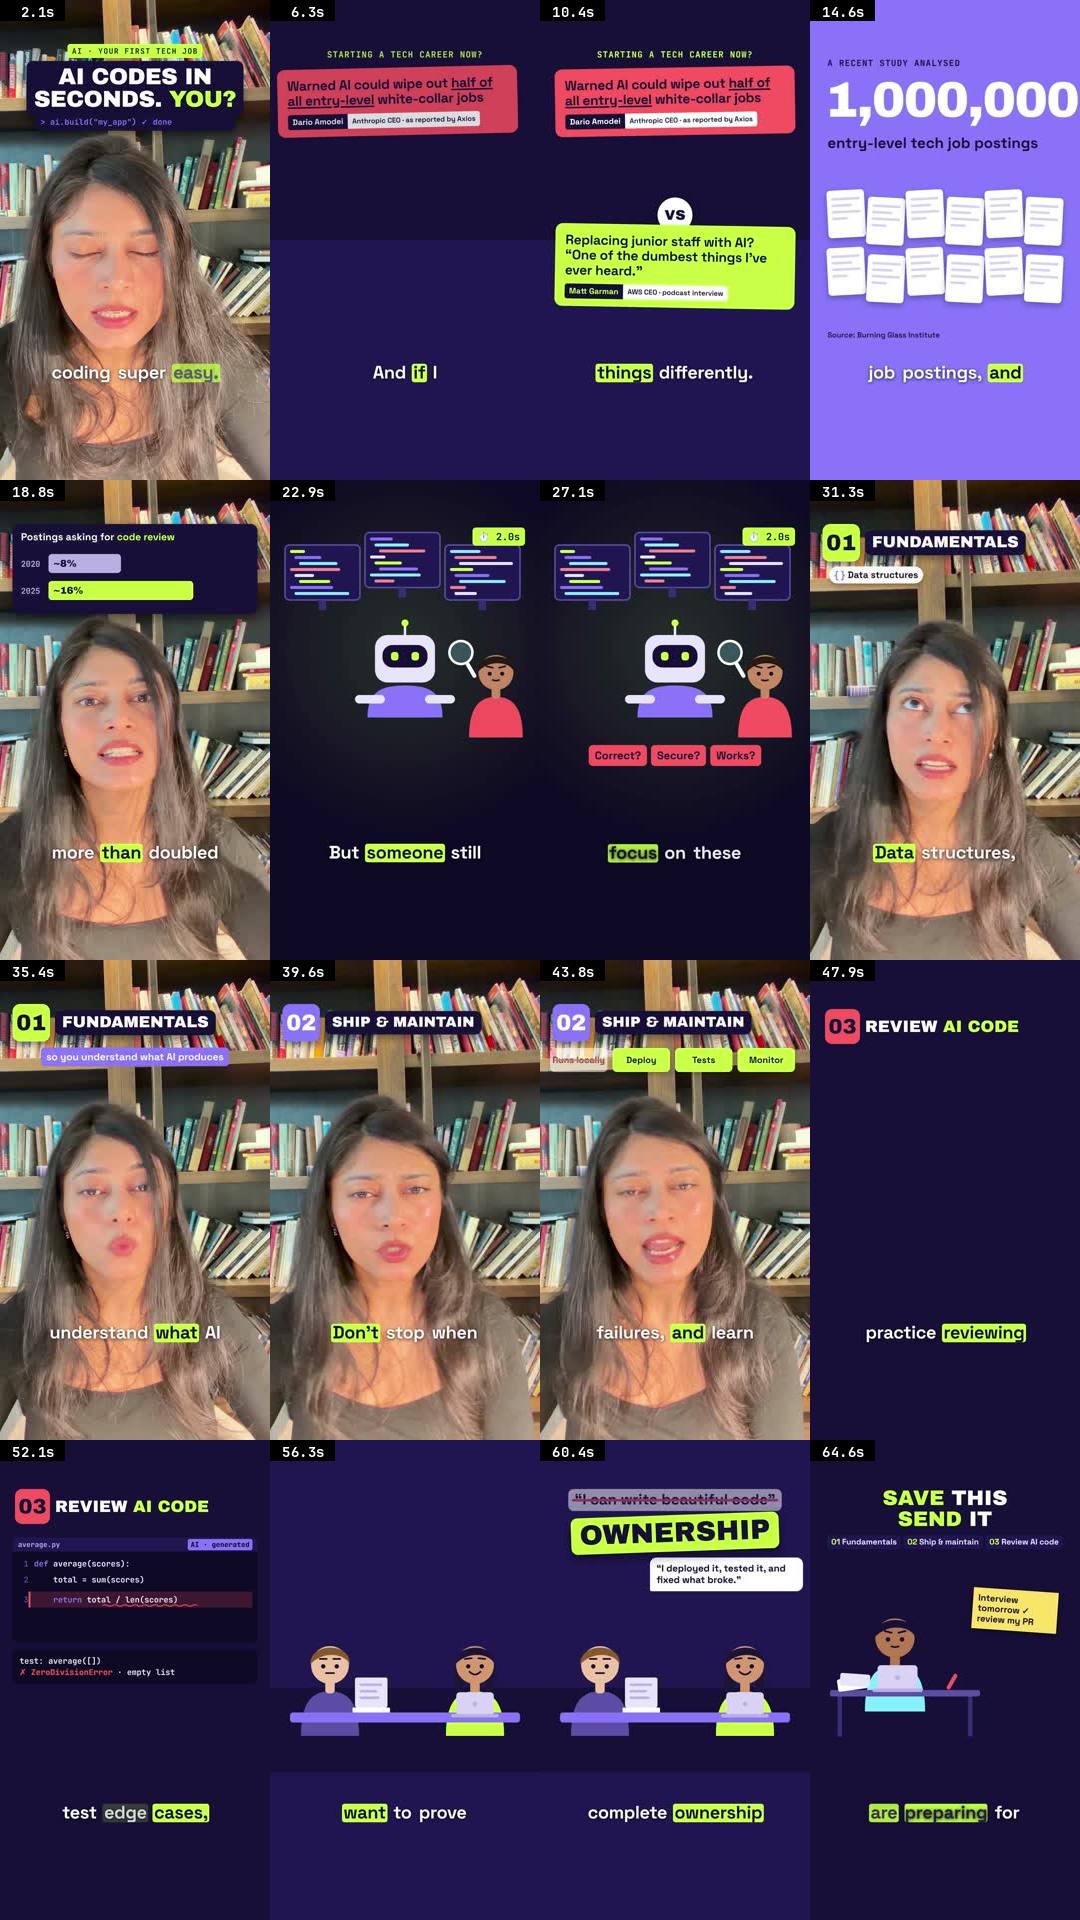 2.1s
AI · YOUR FIRST TECH JOB
AI CODES IN
SECONDS. YOU?
> ai.build("my_app") ✓ done
coding super easy.
6.3s
STARTING A TECH CAREER NOW?
Warned AI could wipe out half of
all entry-level white-collar jobs
Dario Amodei Anthropic CEO · as reported by Axios
And if I
10.4s
STARTING A TECH CAREER NOW?
Warned AI could wipe out half of
all entry-level white-collar jobs
Dario Amodei Anthropic CEO · as reported by Axios
VS
Replacing junior staff with AI?
“One of the dumbest things I've
ever heard.”
Matt Garman AWS CEO · podcast interview
things differently.
14.6s
A RECENT STUDY ANALYSED
1,000,000
entry-level tech job postings
Source: Burning Glass Institute
job postings, and
18.8s
Postings asking for code review
2020 ~8%
2025 ~16%
more than doubled
22.9s
2.0s
But someone still
27.1s
2.0s
Correct? Secure? Works?
focus on these
31.3s
01 FUNDAMENTALS
{} Data structures
Data structures,
35.4s
01 FUNDAMENTALS
so you understand what AI produces
understand what AI
39.6s
02 SHIP & MAINTAIN
Don't stop when
43.8s
02 SHIP & MAINTAIN
Runs locally Deploy Tests Monitor
failures, and learn
47.9s
03 REVIEW AI CODE
practice reviewing
52.1s
03 REVIEW AI CODE
average.py AI · generated
1 def average(scores):
2 total = sum(scores)
3 return total / len(scores)
test: average([])
✗ ZeroDivisionError · empty list
test edge cases,
56.3s
want to prove
60.4s
“I can write beautiful code”
OWNERSHIP
“I deployed it, tested it, and
fixed what broke.”
complete ownership
64.6s
SAVE THIS
SEND IT
01 Fundamentals 02 Ship & maintain 03 Review AI code
Interview
tomorrow ✓
review my PR
are preparing for